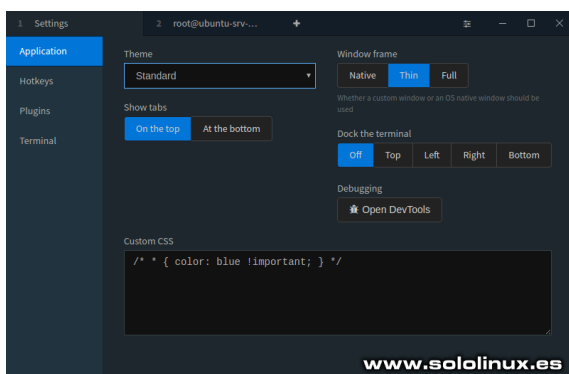 1 Settings
2 root@ubuntu-srv-...
Application
Hotkeys
Plugins
Terminal
Theme
Standard
Show tabs
On the top At the bottom
Window frame
Native Thin Full
Whether a custom window or an OS native window should be
used
Dock the terminal
Off Top Left Right Bottom
Debugging
Open DevTools
Custom CSS
/* * { color: blue !important; } */
www.sololinux.es